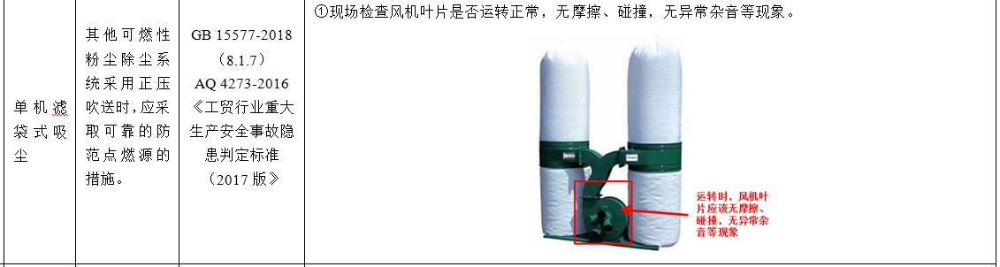 单机滤
袋式吸
尘
其他可燃性
粉尘除尘系
统采用正压
吹送时，应采
取可靠的防
范点燃源的
措施。
GB 15577-2018
（8.1.7）
AQ 4273-2016
《工贸行业重大
生产安全事故隐
患判定标准
（2017 版》
①现场检查风机叶片是否运转正常，无摩擦、碰撞，无异常杂音等现象。
运转时，风机叶
片应该无摩擦、
碰撞，无异常杂
音等现象